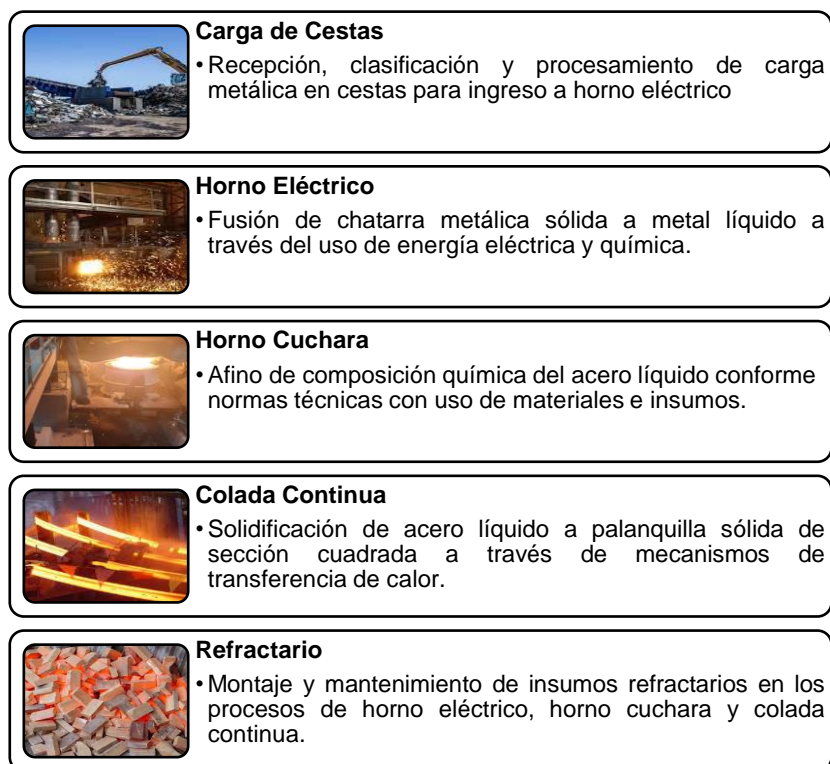 Carga de Cestas
• Recepción, clasificación y procesamiento de carga
metálica en cestas para ingreso a horno eléctrico
Horno Eléctrico
• Fusión de chatarra metálica sólida a metal líquido a
través del uso de energía eléctrica y química.
Horno Cuchara
• Afino de composición química del acero líquido conforme
normas técnicas con uso de materiales e insumos.
Colada Continua
• Solidificación de acero líquido a palanquilla sólida de
sección cuadrada a través de mecanismos de
transferencia de calor.
Refractario
• Montaje y mantenimiento de insumos refractarios en los
procesos de horno eléctrico, horno cuchara y colada
continua.